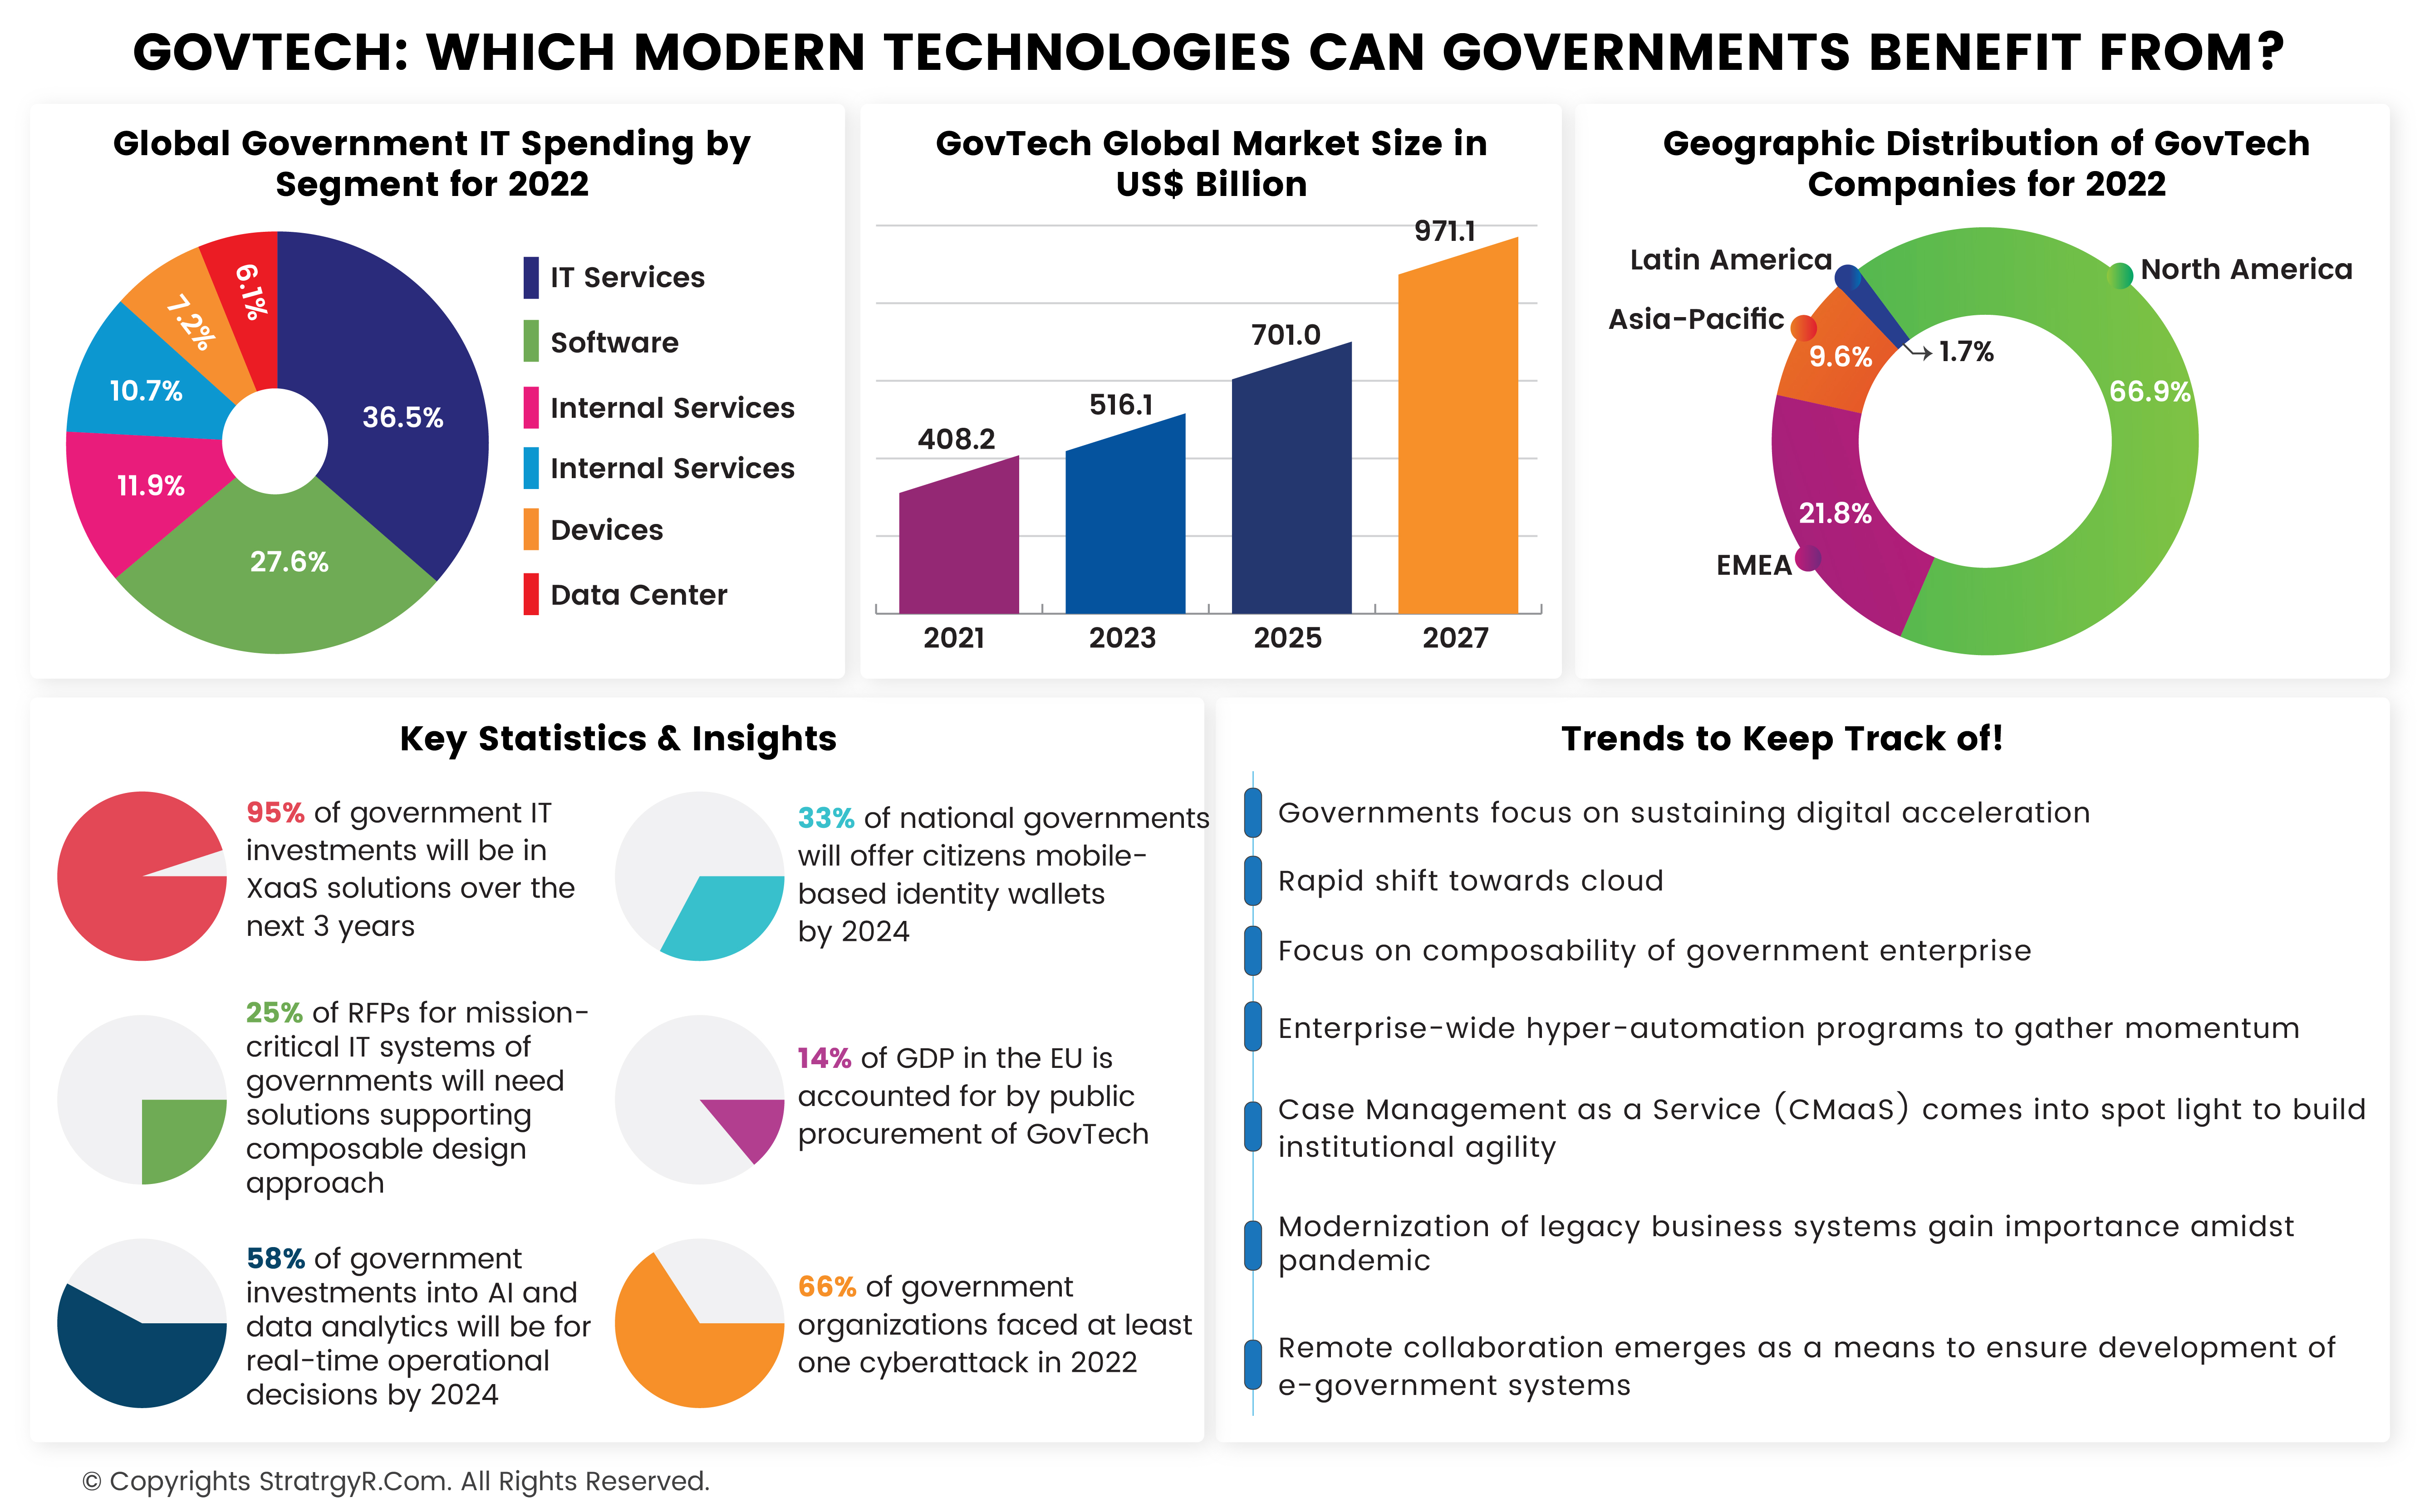 GOVTECH: WHICH MODERN TECHNOLOGIES CAN GOVERNMENTS BENEFIT FROM?
Global Government IT Spending by
Segment for 2022
36.5%
27.6%
11.9%
10.7%
7.2%
6.1%
IT Services
Software
Internal Services
Internal Services
Devices
Data Center
GovTech Global Market Size in
US$ Billion
408.2
516.1
701.0
971.1
2021
2023
2025
2027
Geographic Distribution of GovTech
Companies for 2022
Latin America
North America
Asia-Pacific
9.6%
1.7%
66.9%
21.8%
EMEA
Key Statistics & Insights
95% of government IT
investments will be in
XaaS solutions over the
next 3 years
33% of national governments
will offer citizens mobile-
based identity wallets
by 2024
25% of RFPs for mission-
critical IT systems of
governments will need
solutions supporting
composable design
approach
14% of GDP in the EU is
accounted for by public
procurement of GovTech
58% of government
investments into AI and
data analytics will be for
real-time operational
decisions by 2024
66% of government
organizations faced at least
one cyberattack in 2022
Trends to Keep Track of!
Governments focus on sustaining digital acceleration
Rapid shift towards cloud
Focus on composability of government enterprise
Enterprise-wide hyper-automation programs to gather momentum
Case Management as a Service (CMaaS) comes into spot light to build
institutional agility
Modernization of legacy business systems gain importance amidst
pandemic
Remote collaboration emerges as a means to ensure development of
e-government systems
© Copyrights StratrgyR.Com. All Rights Reserved.